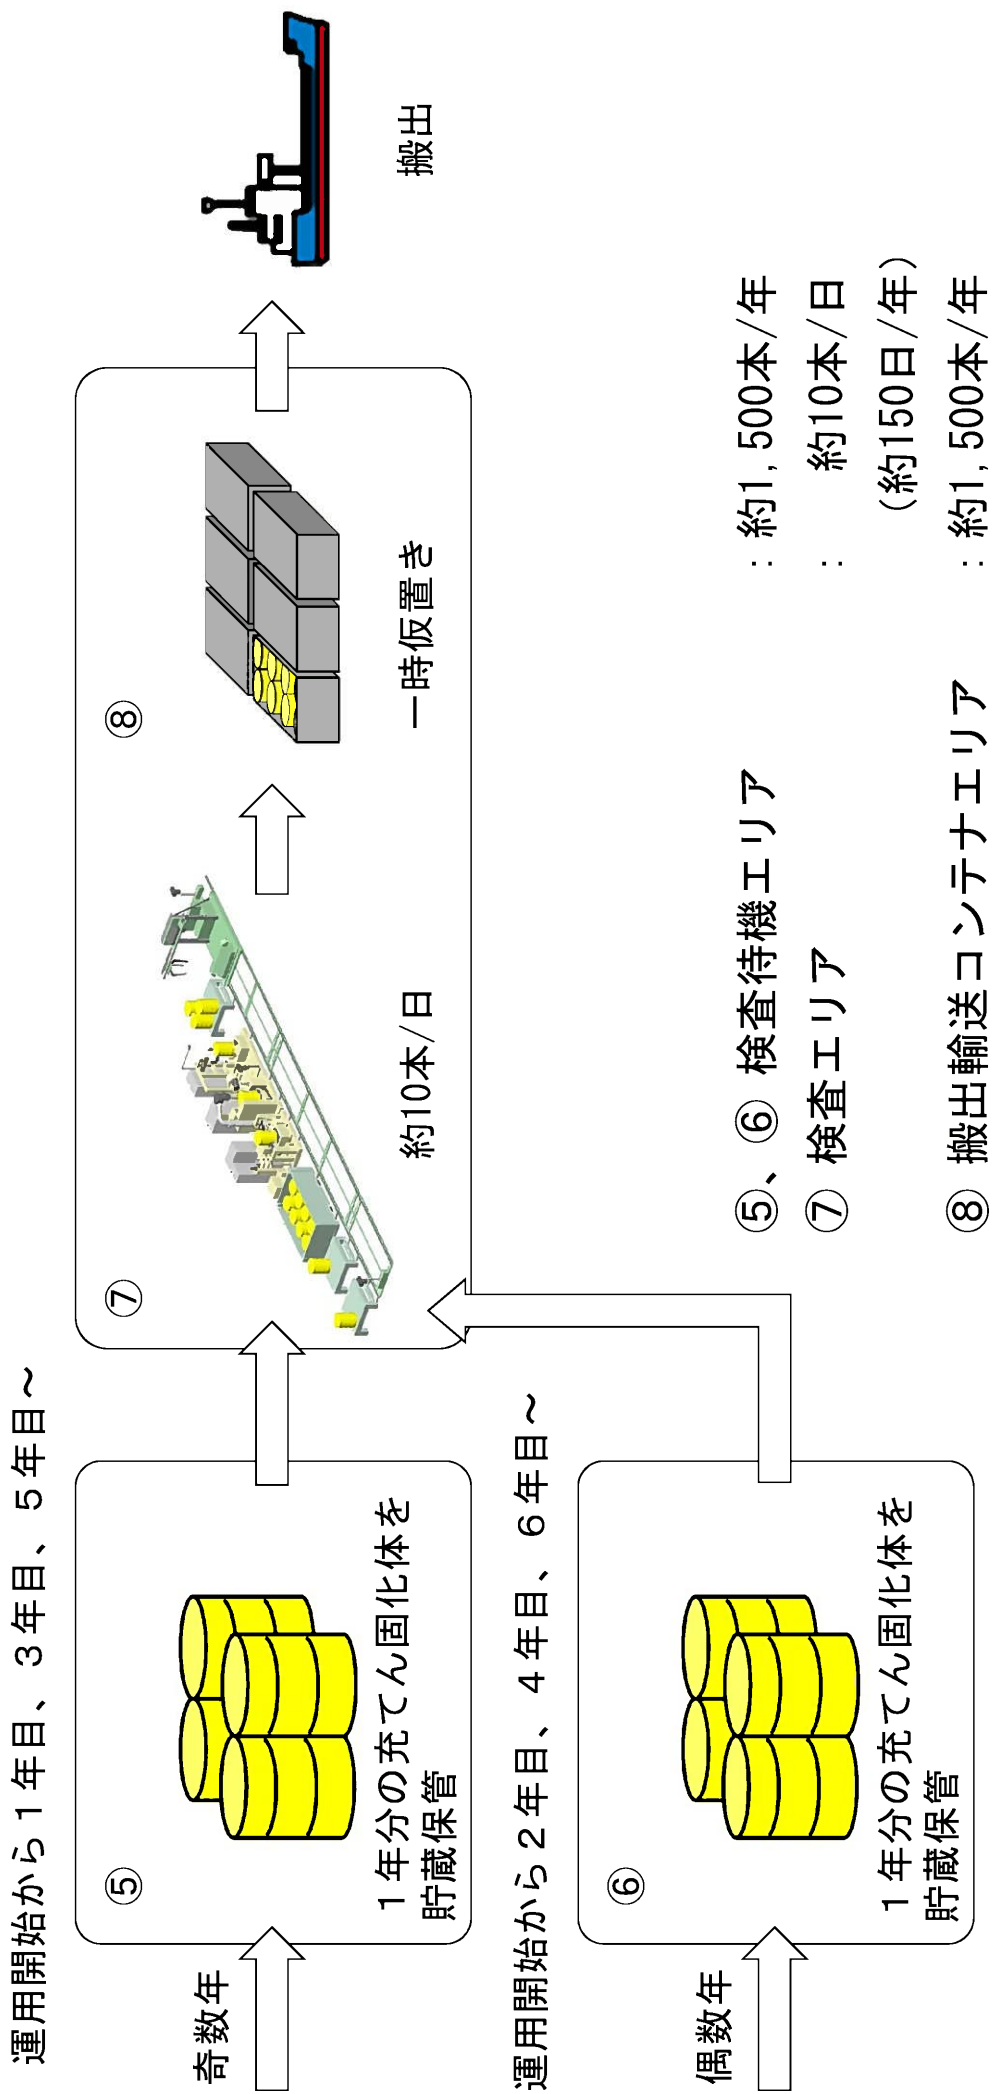 運用開始から1年目、3年目、5年目～
奇数年
⑤
1年分の充てん固化体を
貯蔵保管
⑦
約10本/日
⑧
一時仮置き
搬出
運用開始から2年目、4年目、6年目～
偶数年
⑥
1年分の充てん固化体を
貯蔵保管
⑤、⑥ 検査待機エリア : 約1,500本/年
⑦ 検査エリア : 約10本/日
(約150日/年)
⑧ 搬出輸送コンテナエリア : 約1,500本/年